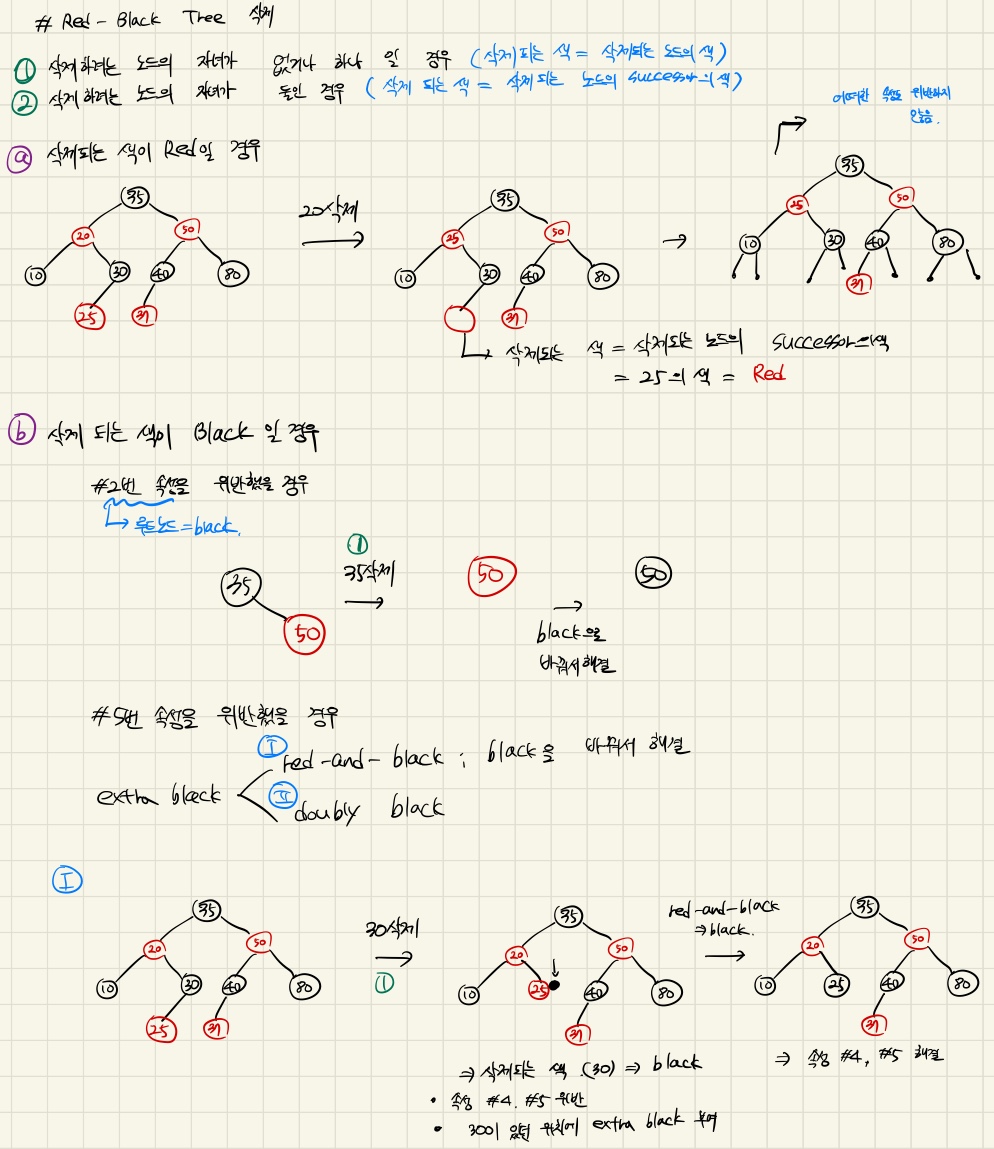 # Red-Black Tree 삭제
① 삭제하려는 노드의 자녀가 없거나 하나 일 경우 (삭제되는 색 = 삭제되는 노드의 색)
② 삭제하려는 노드의 자녀가 둘인 경우 (삭제 되는 색 = 삭제되는 노드의 successor의 색)
어떠한 속성도 위반하지
않음.
ⓐ 삭제되는 색이 Red일 경우
35
20 50
10 30 40 80
25 37
20삭제
35
25 50
10 30 40 80
37
35
25 50
10 30 40 80
37
삭제되는 색 = 삭제되는 노드의 successor의 색
= 25의 색 = Red
ⓑ 삭제 되는 색이 Black 일 경우
#2번 속성을 위반했을 경우
루트노드=black.
35
50
①
35삭제
50
black으로
바꿔서 해결
50
#5번 속성을 위반했을 경우
extra black
Ⅰ red-and-black ; black을 바꿔서 해결
Ⅱ doubly black
Ⅰ
35
20 50
10 30 40 80
25 37
30삭제
①
35
20 50
10 25 40 80
37
red-and-black
⇒black.
35
20 50
10 25 40 80
37
⇒ 삭제되는 색 (30) ⇒ black
• 속성 #4, #5 위반
• 30이 있던 위치에 extra black 부여
⇒ 속성 #4, #5 해결